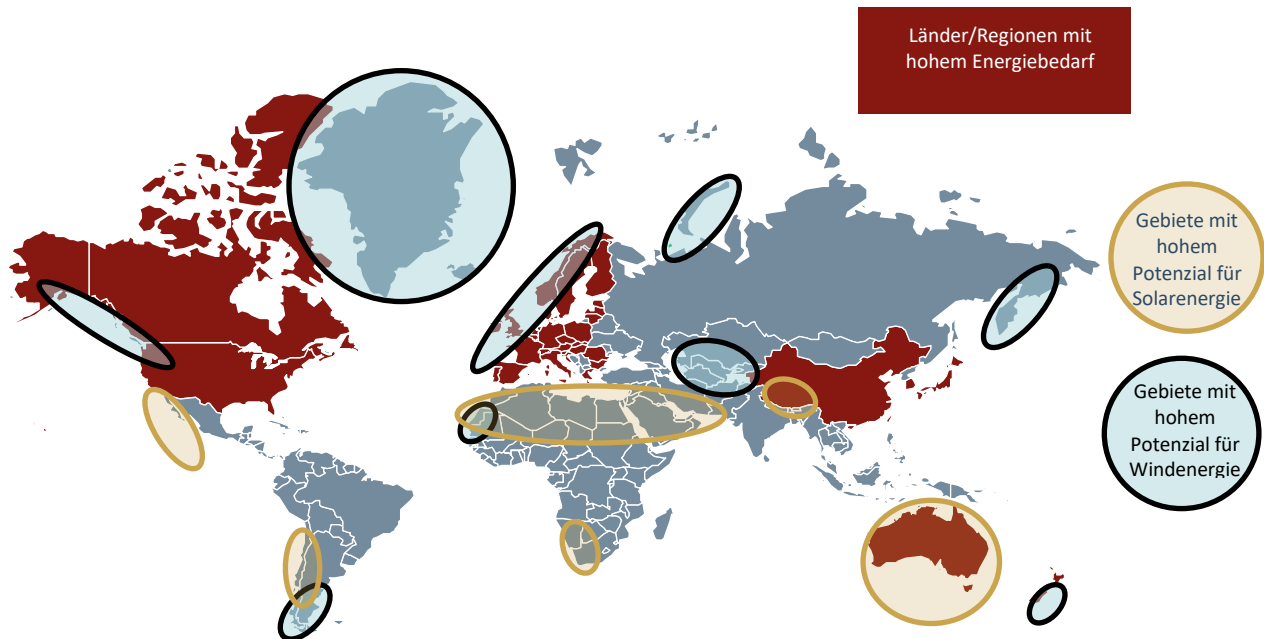 Länder/Regionen mit
hohem Energiebedarf
Gebiete mit
hohem
Potenzial für
Solarenergie
Gebiete mit
hohem
Potenzial für
Windenergie